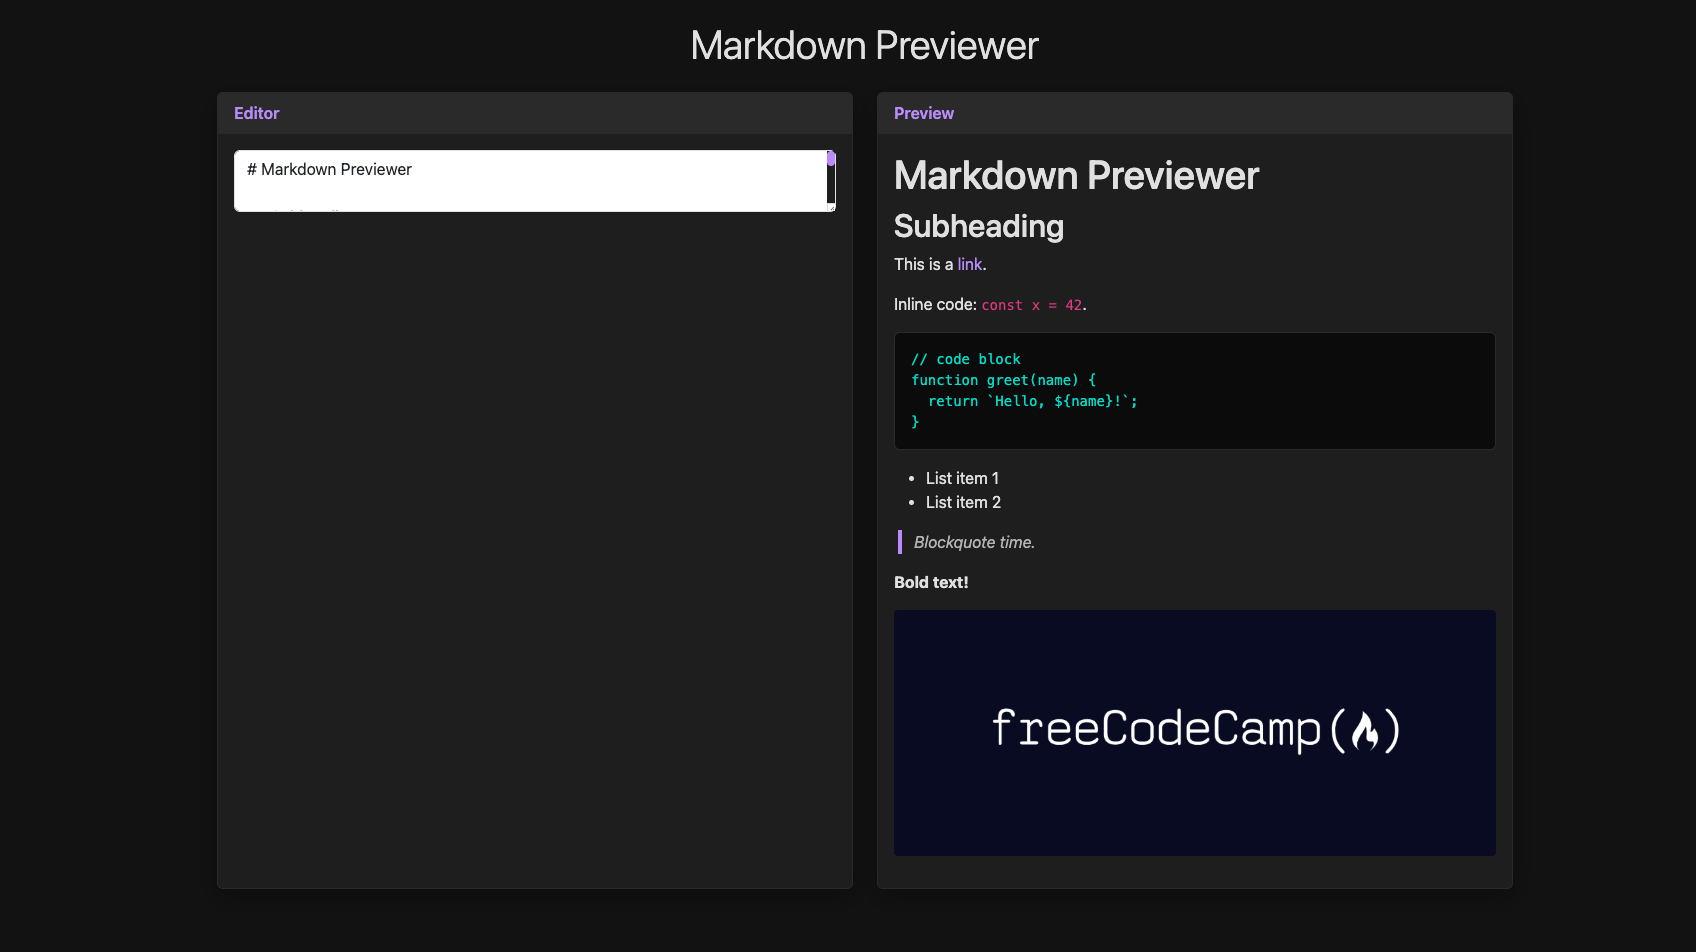 Markdown Previewer
Editor
# Markdown Previewer
Preview
Markdown Previewer
Subheading
This is a link.
Inline code: const x = 42.
// code block
function greet(name) {
  return `Hello, ${name}!`;
}
• List item 1
• List item 2
Blockquote time.
Bold text!
freeCodeCamp(🔥)